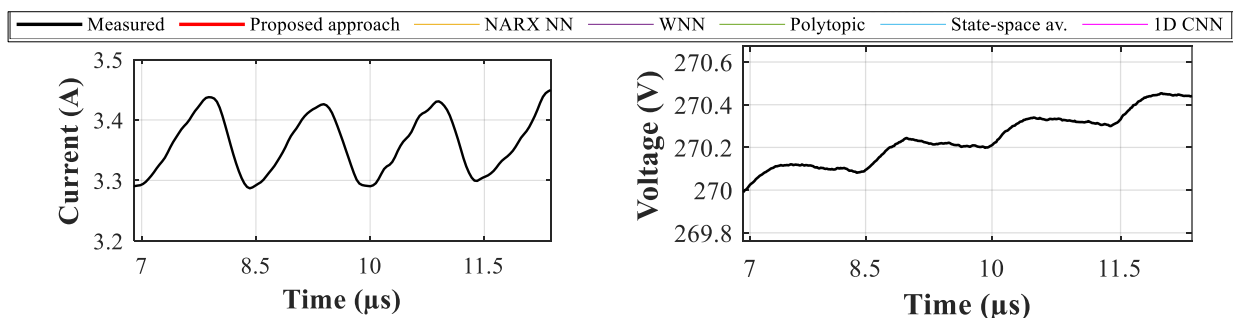 Measured Proposed approach NARX NN WNN Polytopic State-space av. 1D CNN
3.5
3.4
3.3
3.2
Current (A)
7 8.5 10 11.5
Time (µs)
270.6
270.4
270.2
270
269.8
Voltage (V)
7 8.5 10 11.5
Time (µs)